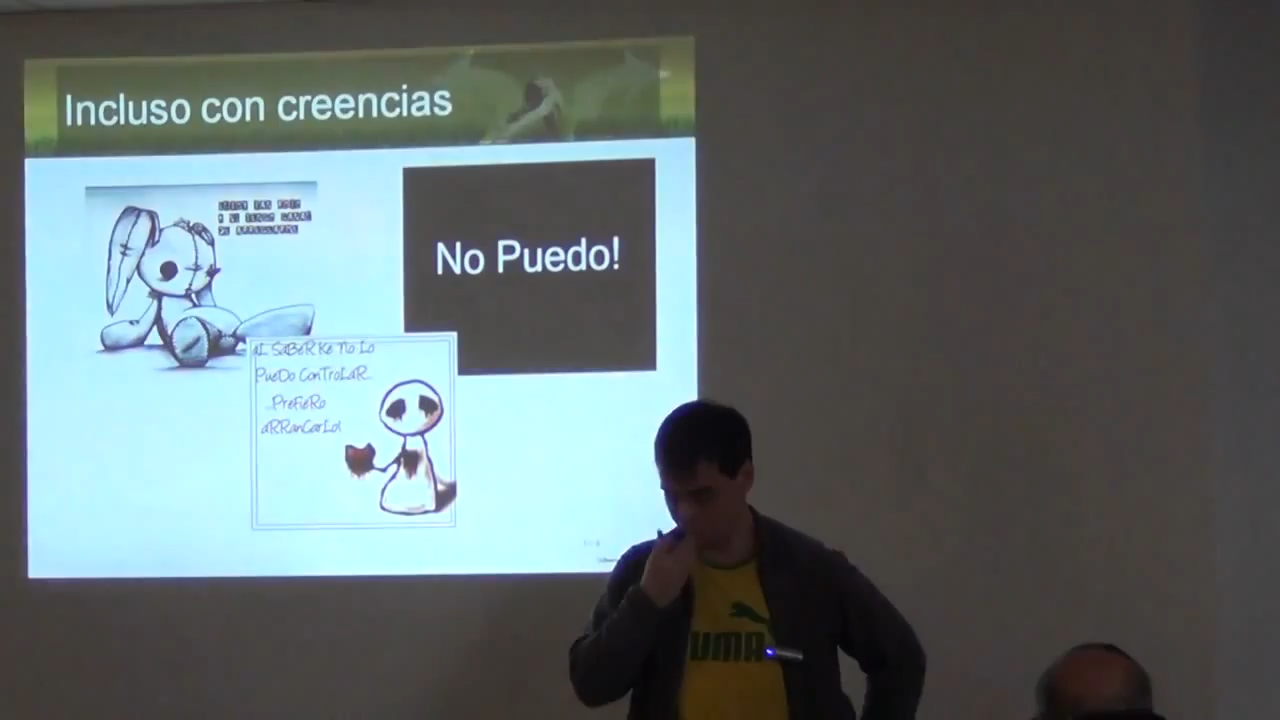 Incluso con creencias
No Puedo!
aL SaBeR Ke No Lo
PueDo ConTRoLaR...
...PReFieRo
aRRanCarLo!
PUMA